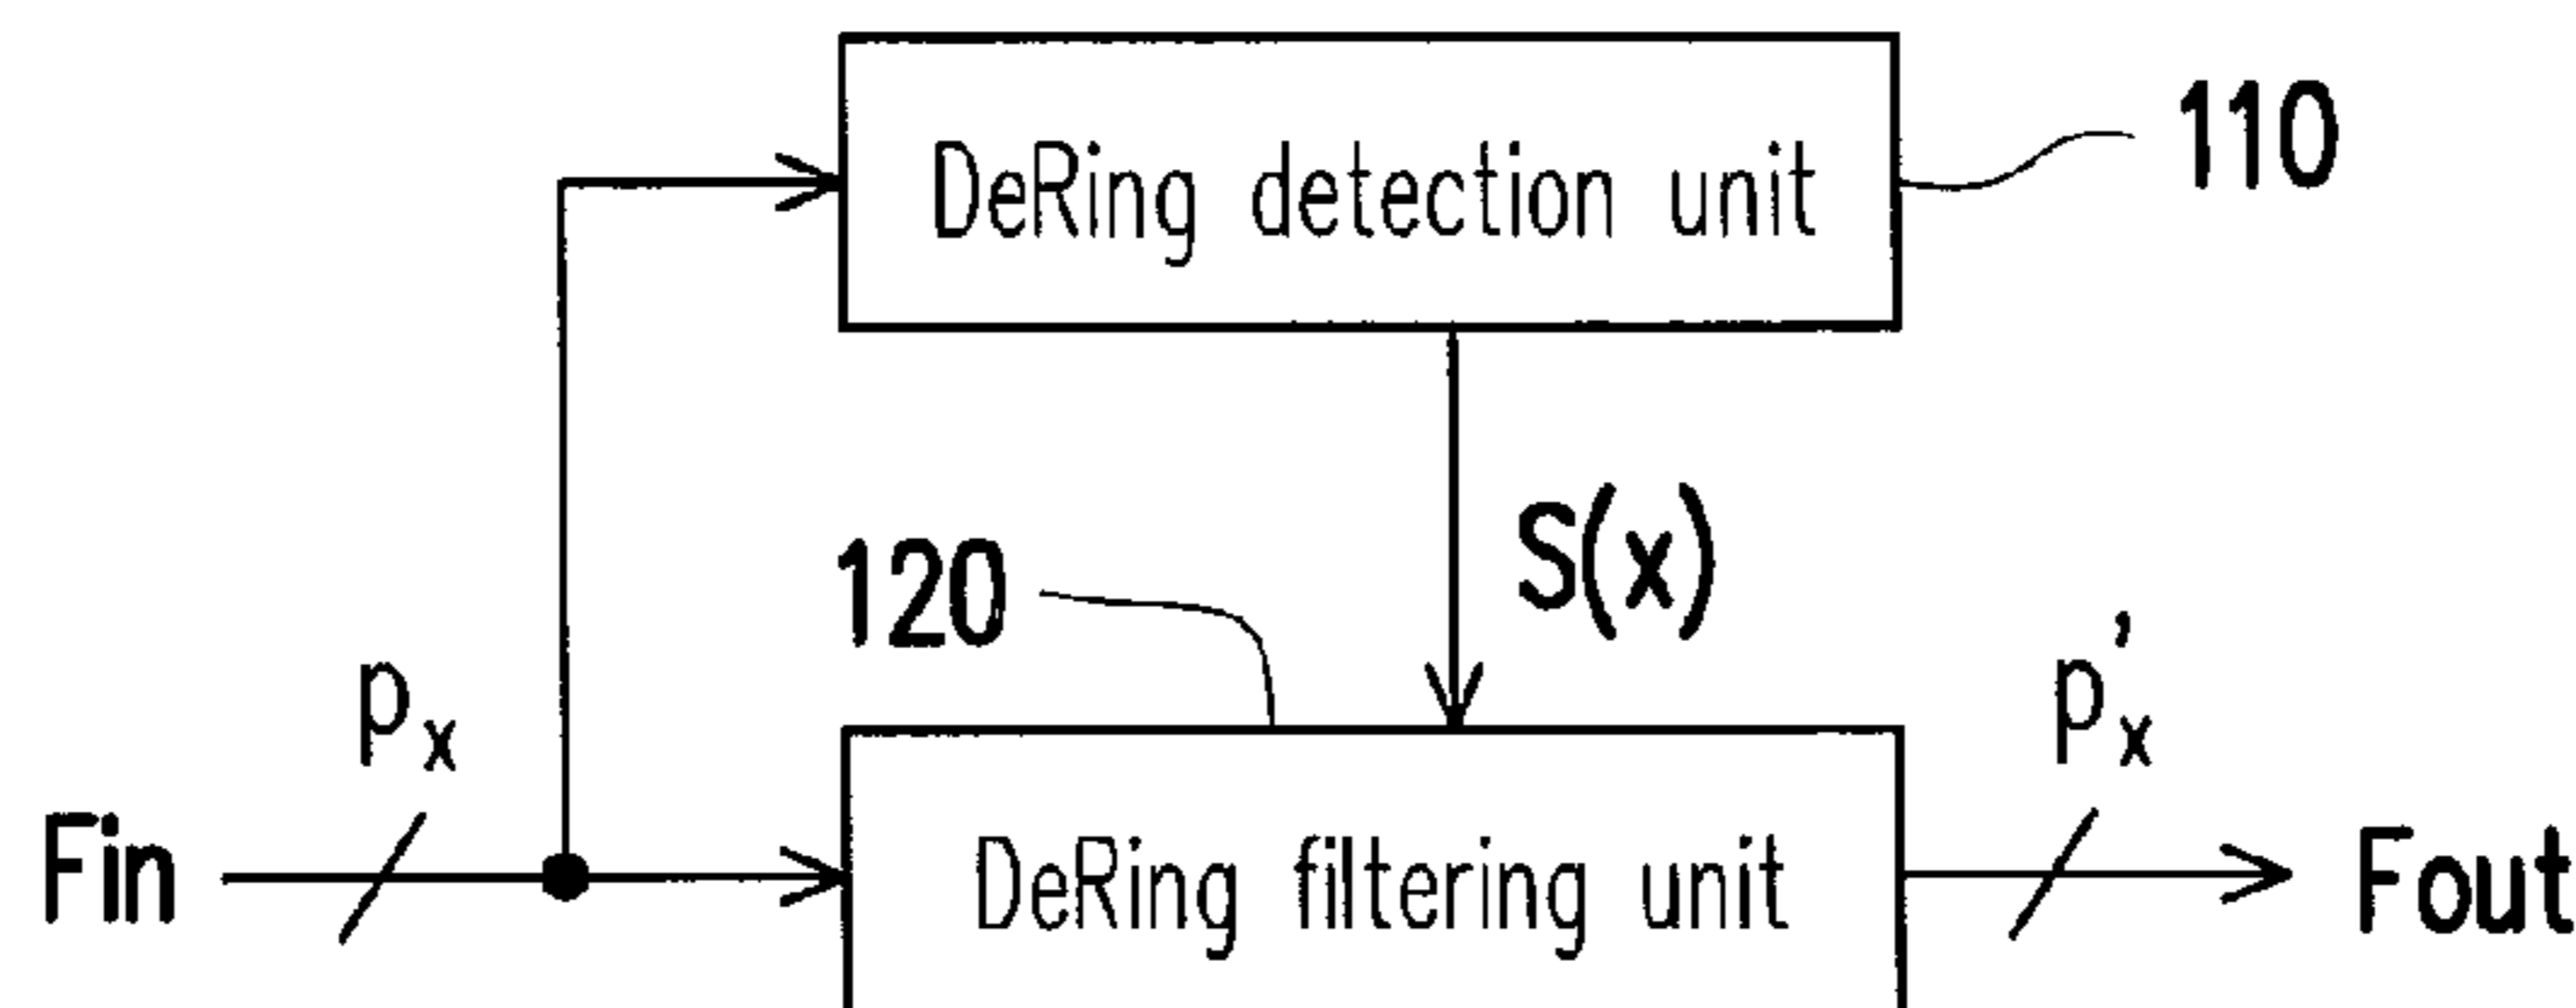 DeRing detection unit
110
S(x)
120
pₓ
p'ₓ
Fin
DeRing filtering unit
Fout